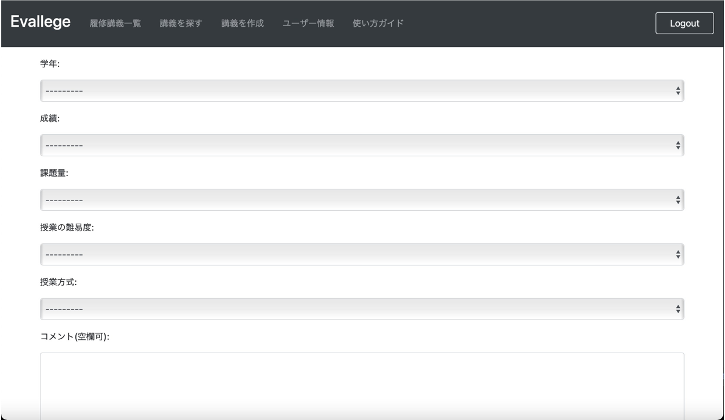 Evallege 履修講義一覧 講義を探す 講義を作成 ユーザー情報 使い方ガイド Logout
学年:
---------
成績:
---------
課題量:
---------
授業の難易度:
---------
授業方式:
---------
コメント(空欄可):